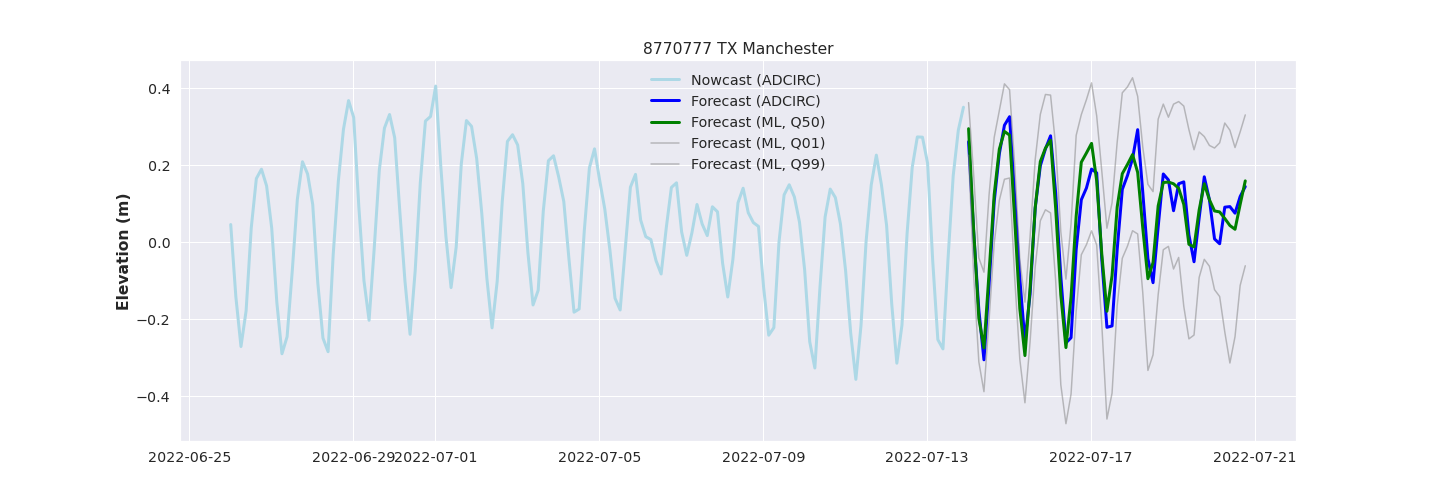 8770777 TX Manchester
Nowcast (ADCIRC)
Forecast (ADCIRC)
Forecast (ML, Q50)
Forecast (ML, Q01)
Forecast (ML, Q99)
Elevation (m)
0.4
0.2
0.0
−0.2
−0.4
2022-06-25 2022-06-29 2022-07-01 2022-07-05 2022-07-09 2022-07-13 2022-07-17 2022-07-21